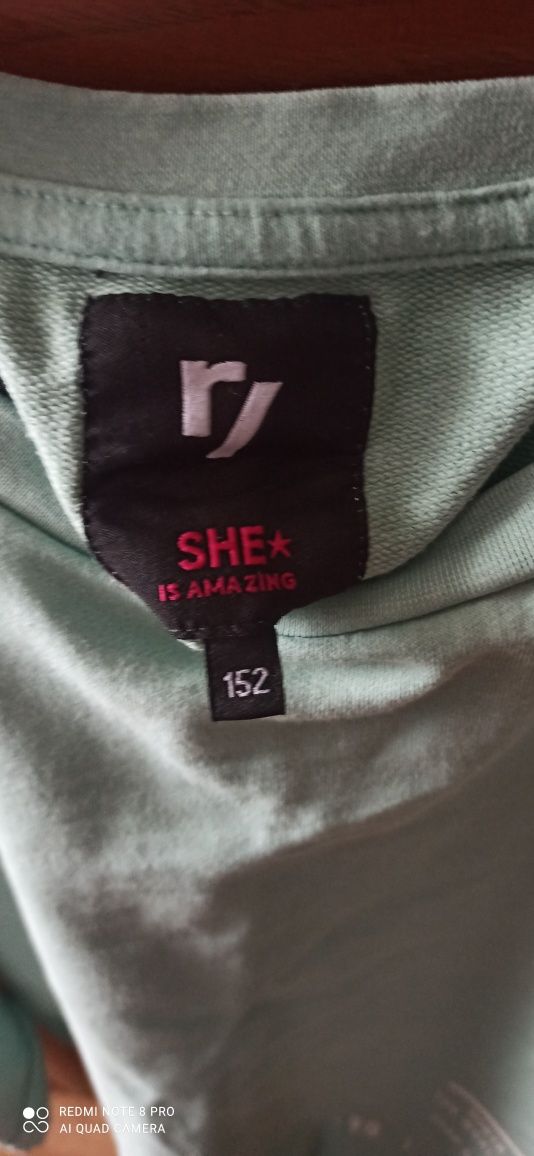 r/
SHE★
IS AMAZING
152
REDMI NOTE 8 PRO
AI QUAD CAMERA